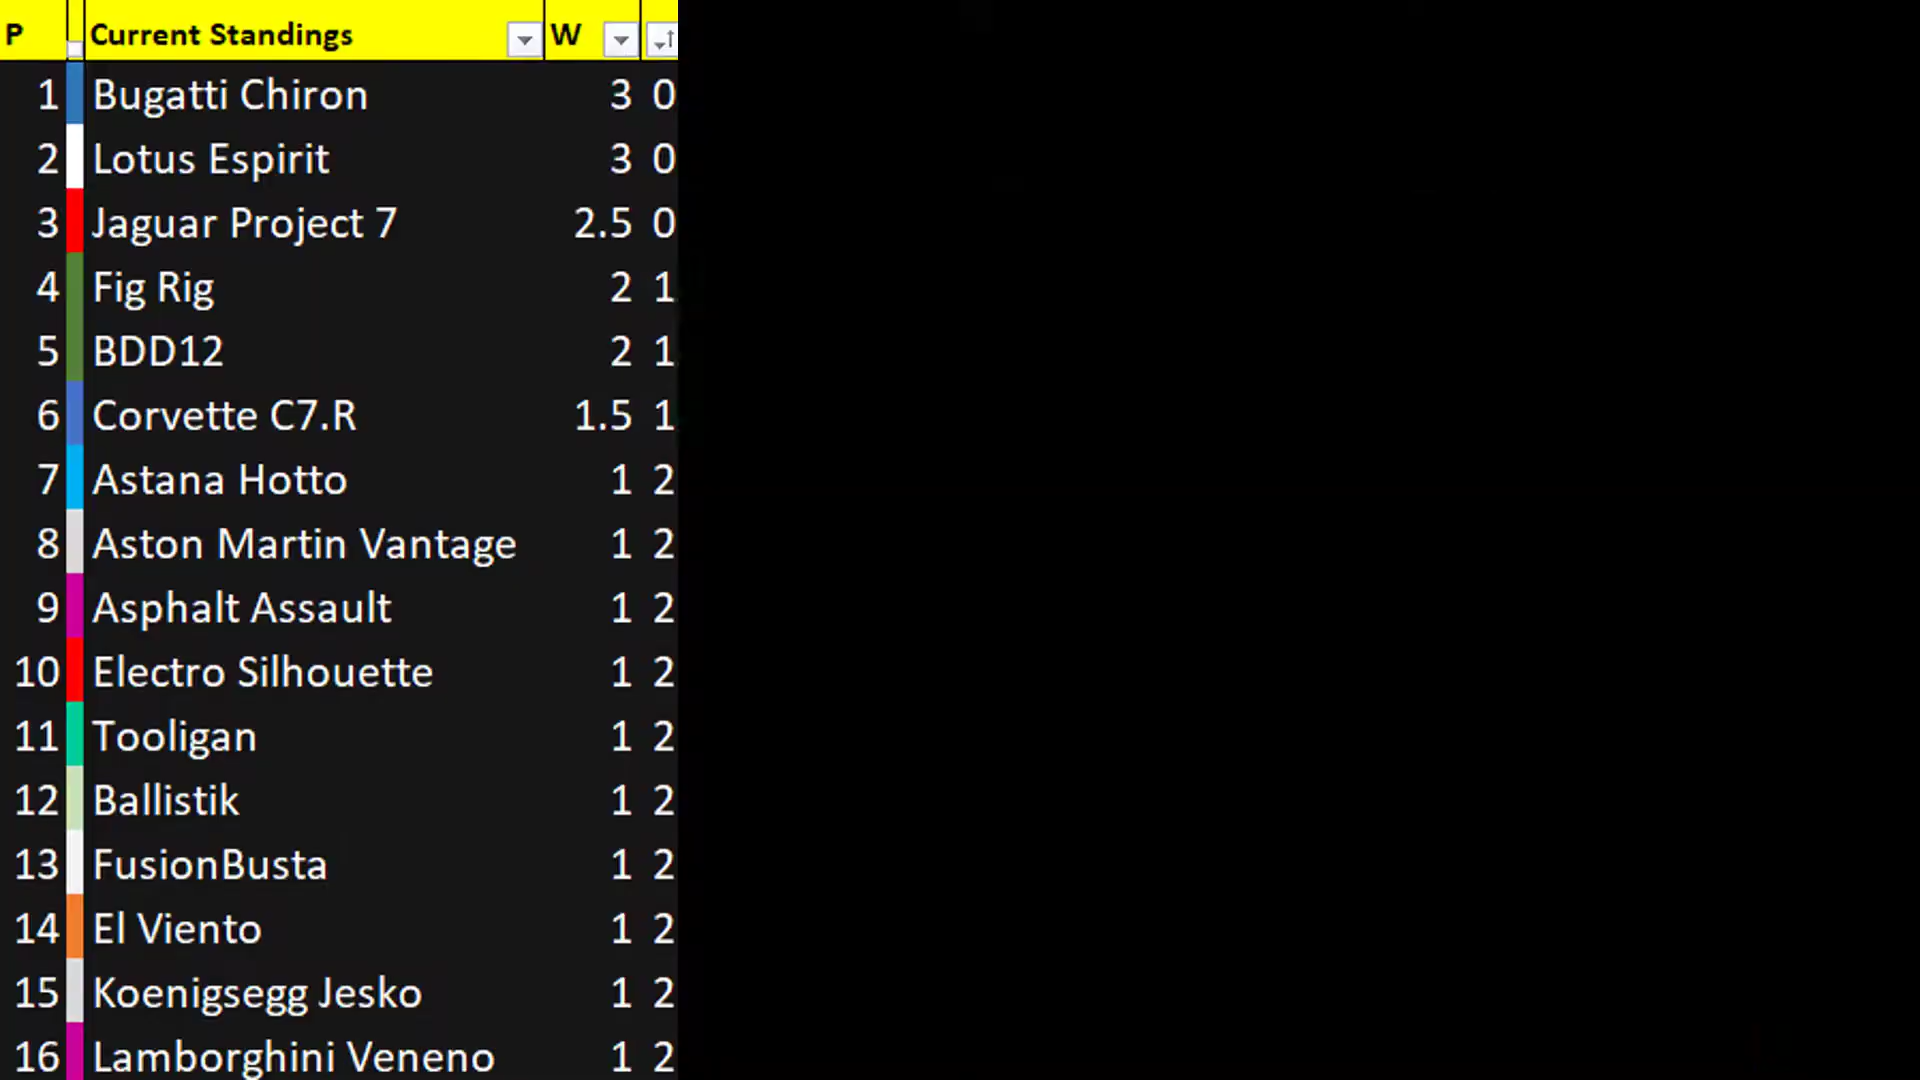 P Current Standings W
1 Bugatti Chiron 3 0
2 Lotus Espirit 3 0
3 Jaguar Project 7 2.5 0
4 Fig Rig 2 1
5 BDD12 2 1
6 Corvette C7.R 1.5 1
7 Astana Hotto 1 2
8 Aston Martin Vantage 1 2
9 Asphalt Assault 1 2
10 Electro Silhouette 1 2
11 Tooligan 1 2
12 Ballistik 1 2
13 FusionBusta 1 2
14 El Viento 1 2
15 Koenigsegg Jesko 1 2
16 Lamborghini Veneno 1 2